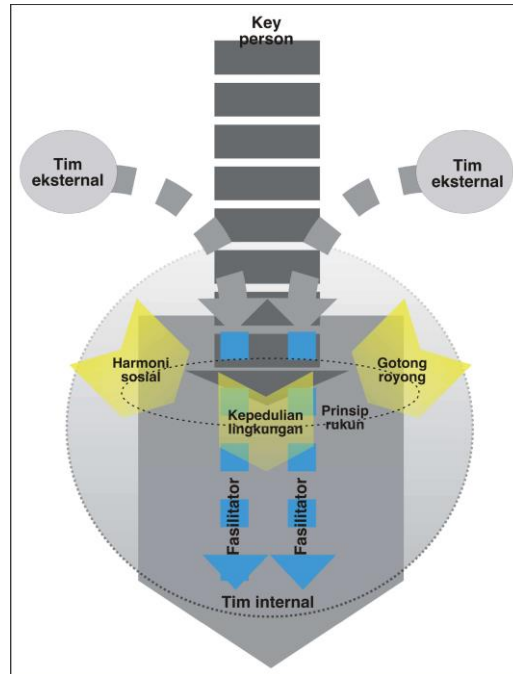 Key
person
Tim
eksternal
Tim
eksternal
Harmoni
sosial
Gotong
royong
Kepedulian
lingkungan
Prinsip
rukun
Fasilitator
Fasilitator
Tim internal